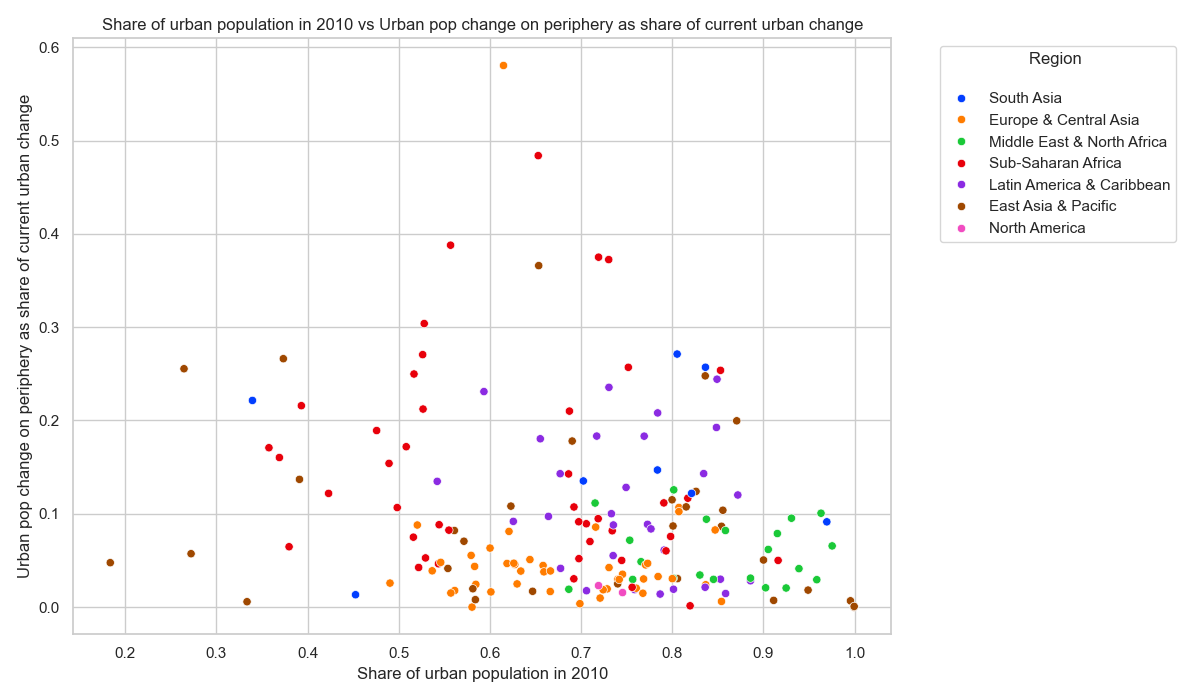 Share of urban population in 2010 vs Urban pop change on periphery as share of current urban change
Urban pop change on periphery as share of current urban change
0.6
0.5
0.4
0.3
0.2
0.1
0.0
0.2 0.3 0.4 0.5 0.6 0.7 0.8 0.9 1.0
Share of urban population in 2010
Region
South Asia
Europe & Central Asia
Middle East & North Africa
Sub-Saharan Africa
Latin America & Caribbean
East Asia & Pacific
North America